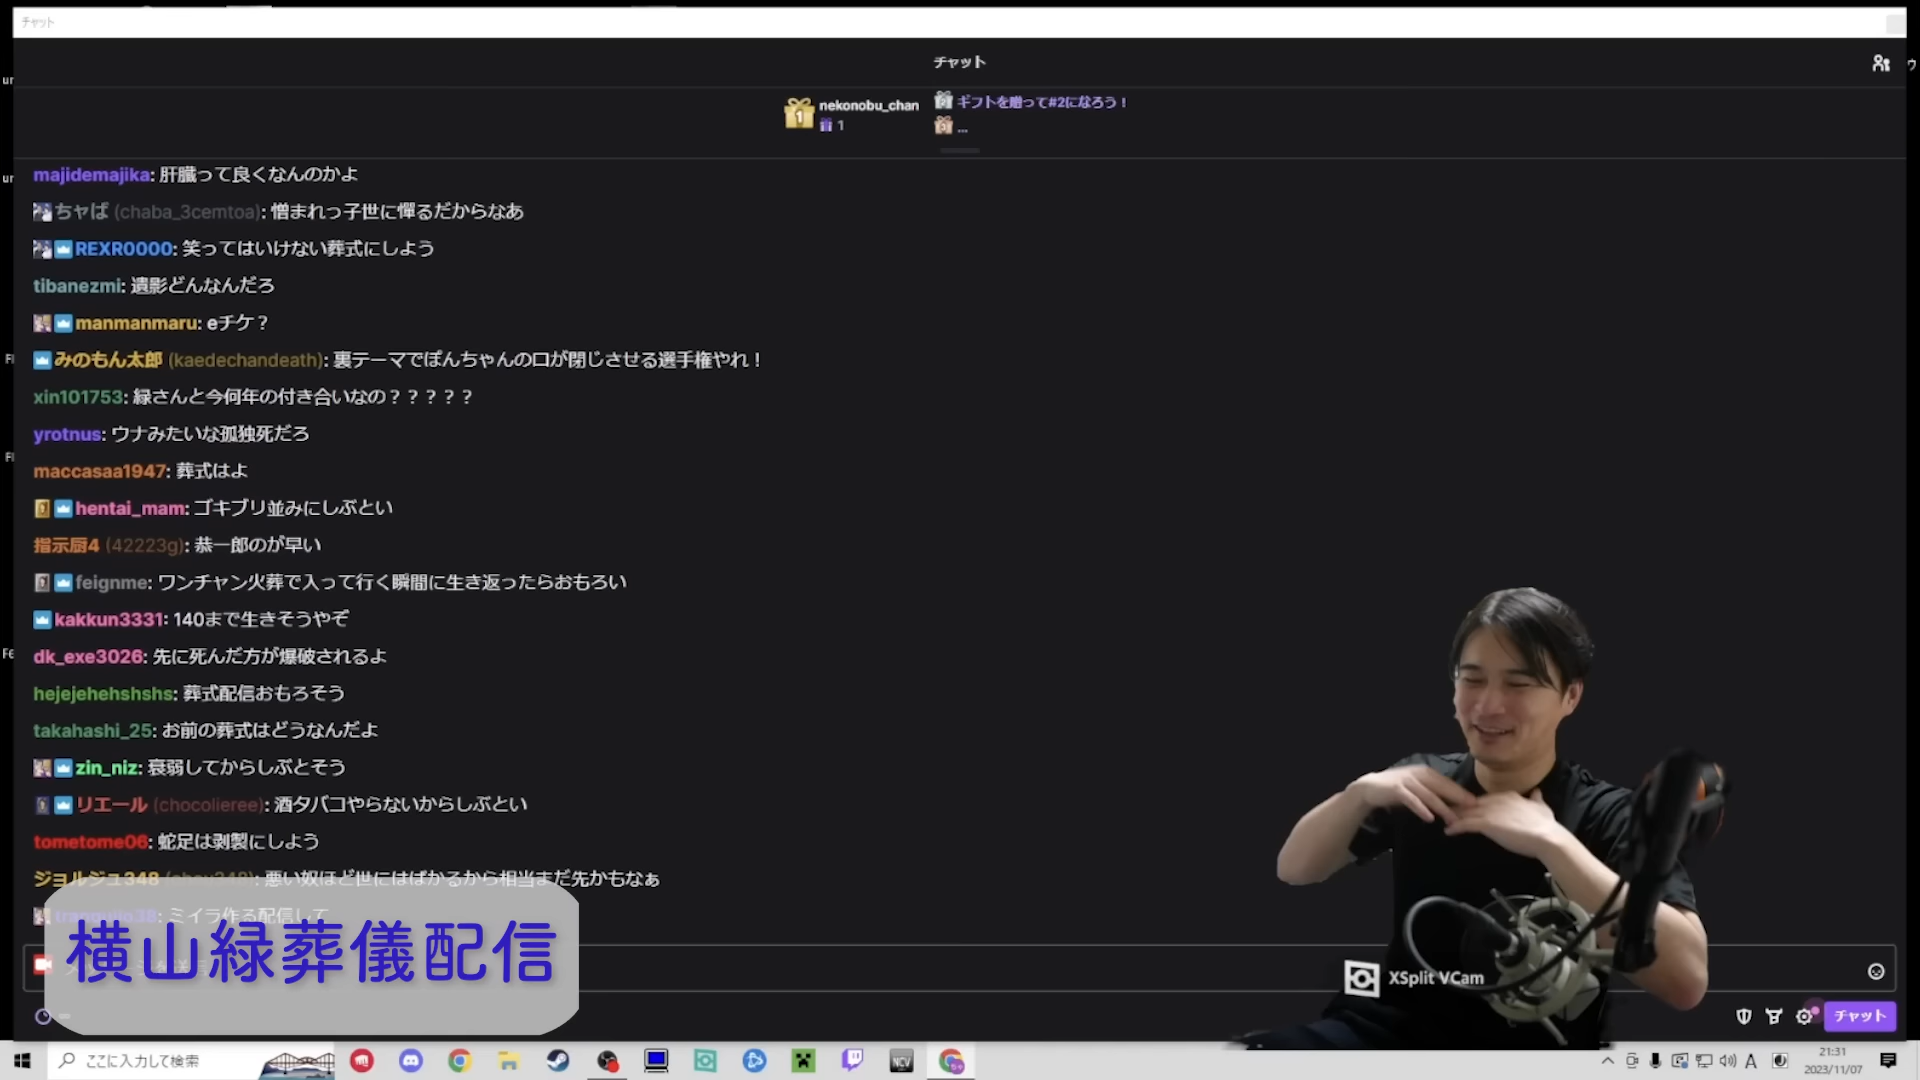 チャット
チャット
nekonobu_chan
1
1
ギフトを贈って#2になろう！
...
majidemajika: 肝臓って良くなんのかよ
ちャば (chaba_3cemtoa): 憎まれっ子世に憚るだからなあ
REXR0000: 笑ってはいけない葬式にしよう
tibanezmi: 遺影どんなんだろ
manmanmaru: eチケ？
みのもん太郎 (kaedechandeath): 裏テーマでぽんちゃんの口が閉じさせる選手権やれ！
xin101753: 緑さんと今何年の付き合いなの？？？？？
yrotnus: ウナみたいな孤独死だろ
maccasaa1947: 葬式はよ
hentai_mam: ゴキブリ並みにしぶとい
指示厨4 (42223g): 恭一郎のが早い
feignme: ワンチャン火葬で入って行く瞬間に生き返ったらおもろい
kakkun3331: 140まで生きそうやぞ
dk_exe3026: 先に死んだ方が爆破されるよ
hejejehehshshs: 葬式配信おもろそう
takahashi_25: お前の葬式はどうなんだよ
zin_niz: 衰弱してからしぶとそう
リエール (chocolieree): 酒タバコやらないからしぶとい
tometome06: 蛇足は剥製にしよう
ジョルジュ348: 悪い奴ほど世にはばかるから相当まだ先かもなぁ
ミイラ作る配信して
横山緑葬儀配信
XSplit VCam
チャット
ここに入力して検索
NCV
A
21:31
2023/11/07